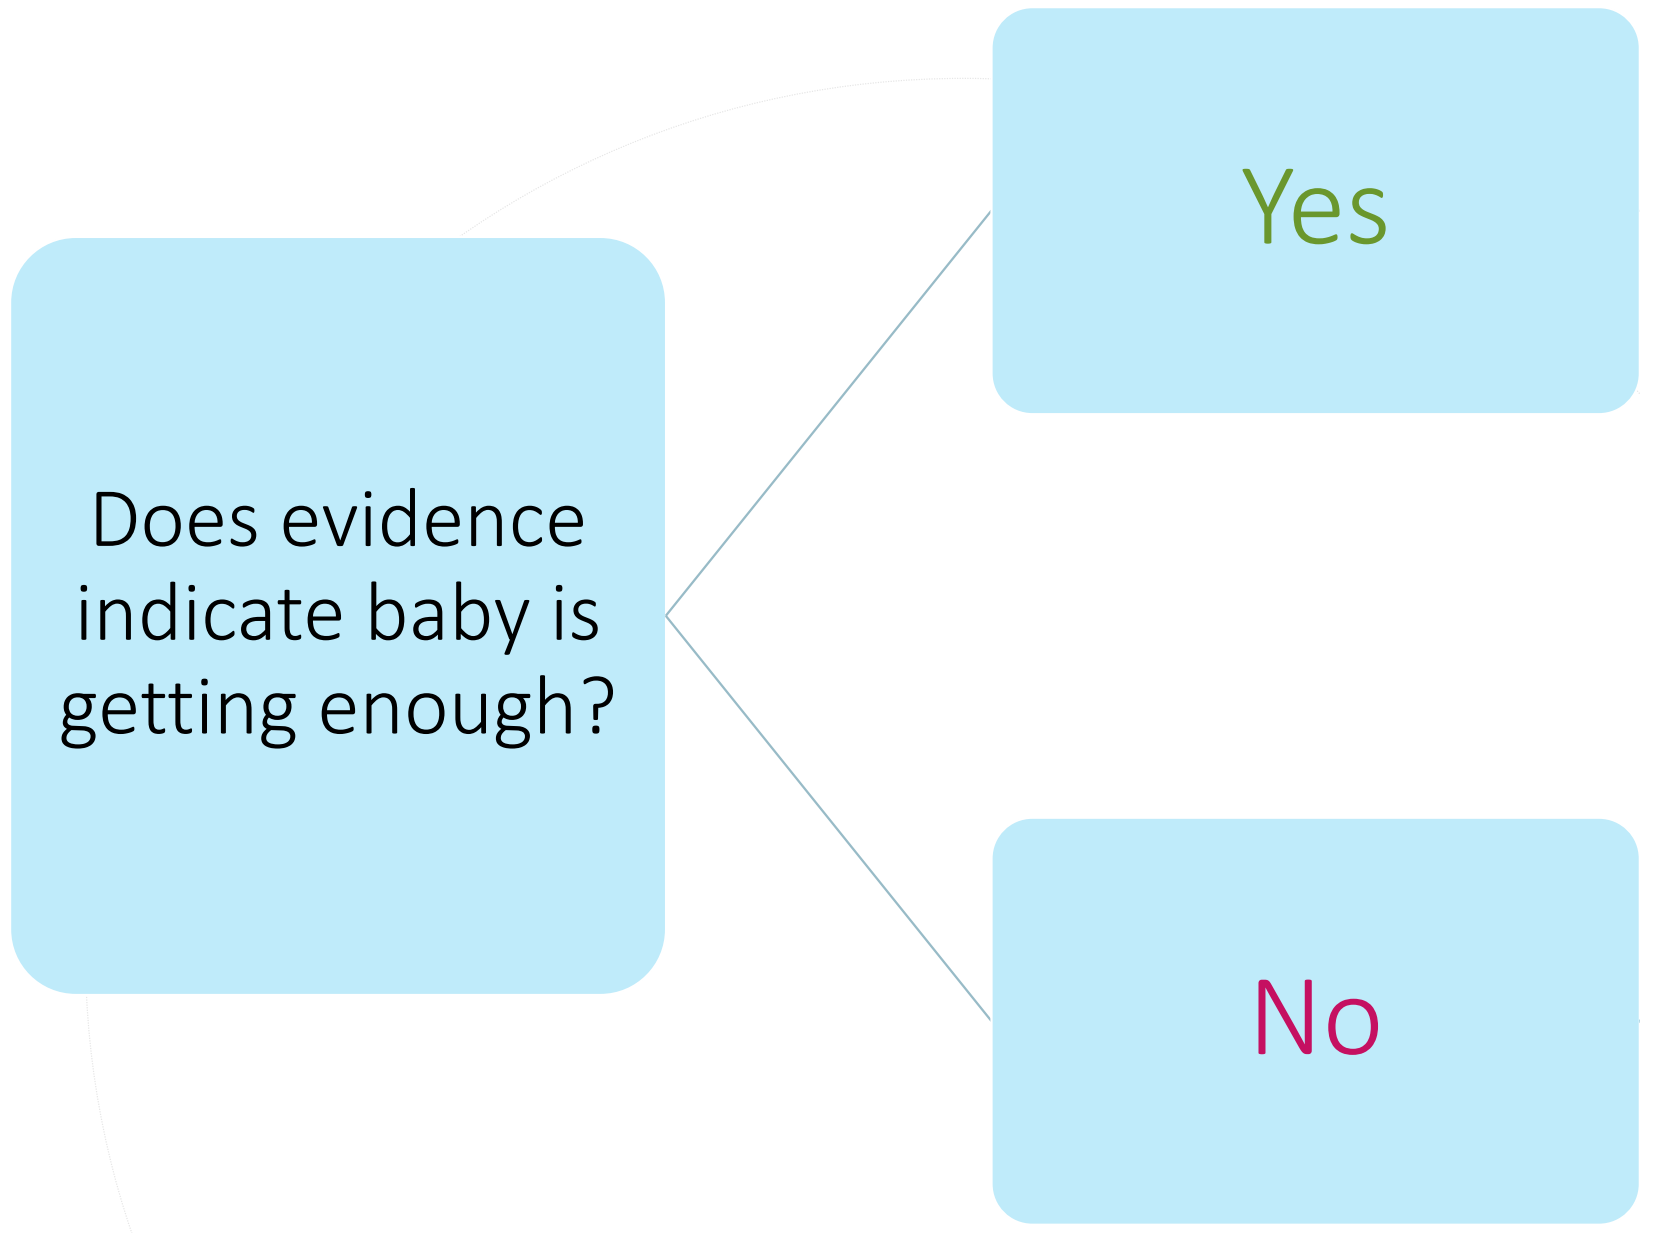 Does evidence
indicate baby is
getting enough?
Yes
No